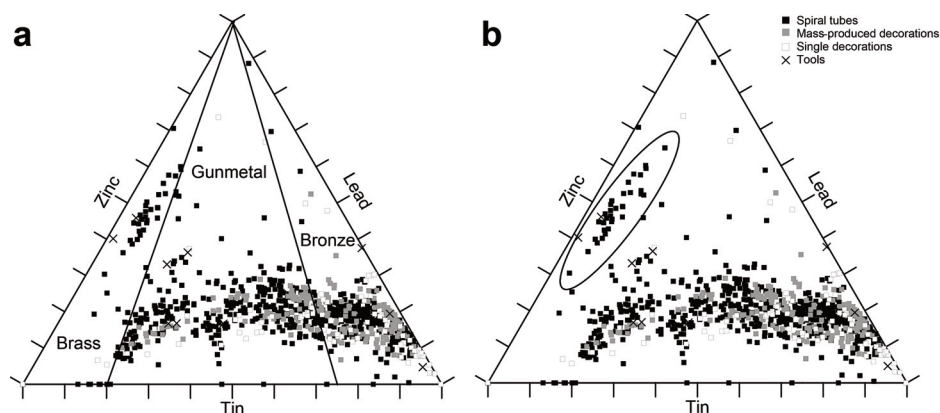 a
Zinc
Lead
Gunmetal
Bronze
Brass
Tin
b
Spiral tubes
Mass-produced decorations
Single decorations
Tools
Zinc
Lead
Tin